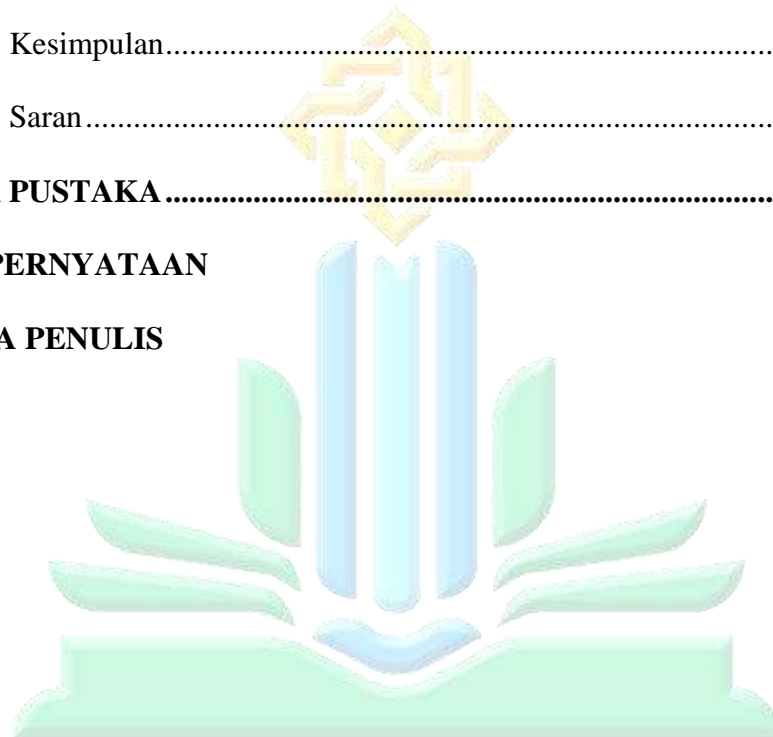 Kesimpulan...........................................................................
Saran.....................................................................................
PUSTAKA..........................................................................
PERNYATAAN
A PENULIS